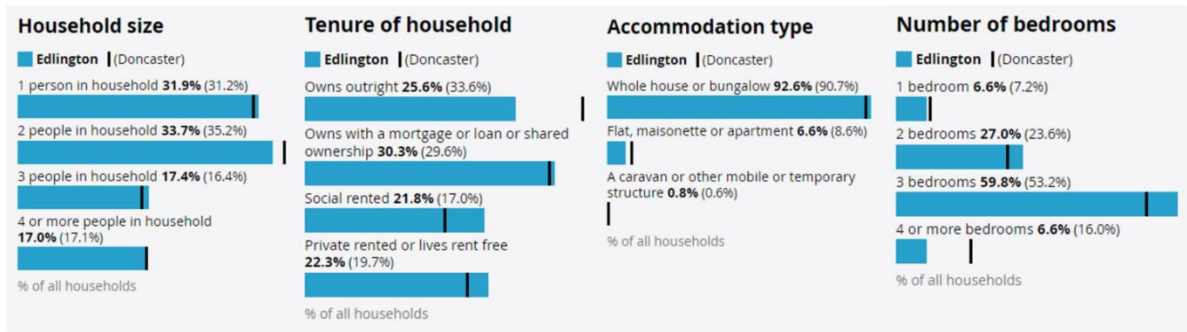 Household size
Edlington (Doncaster)
1 person in household 31.9% (31.2%)
2 people in household 33.7% (35.2%)
3 people in household 17.4% (16.4%)
4 or more people in household
17.0% (17.1%)
% of all households
Tenure of household
Edlington (Doncaster)
Owns outright 25.6% (33.6%)
Owns with a mortgage or loan or shared
ownership 30.3% (29.6%)
Social rented 21.8% (17.0%)
Private rented or lives rent free
22.3% (19.7%)
% of all households
Accommodation type
Edlington (Doncaster)
Whole house or bungalow 92.6% (90.7%)
Flat, maisonette or apartment 6.6% (8.6%)
A caravan or other mobile or temporary
structure 0.8% (0.6%)
% of all households
Number of bedrooms
Edlington (Doncaster)
1 bedroom 6.6% (7.2%)
2 bedrooms 27.0% (23.6%)
3 bedrooms 59.8% (53.2%)
4 or more bedrooms 6.6% (16.0%)
% of all households